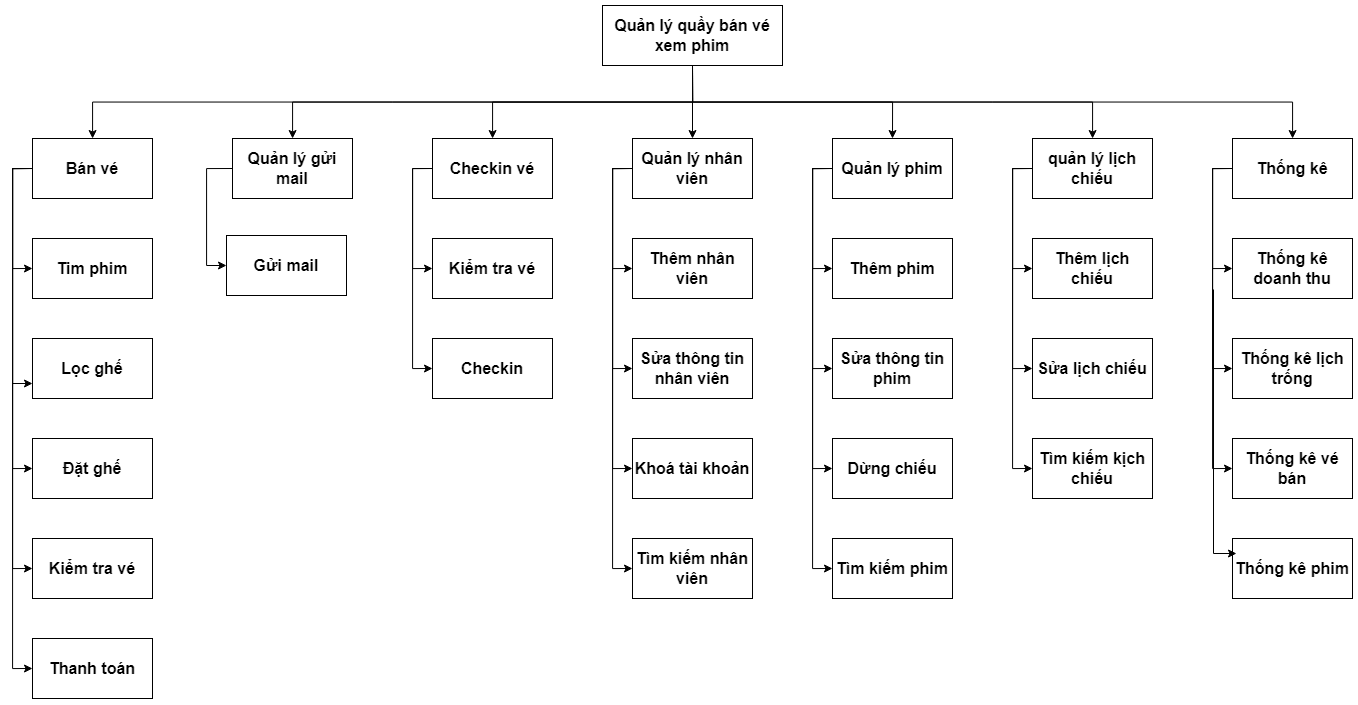 Quản lý quầy bán vé
xem phim
Bán vé
Quản lý gửi
mail
Checkin vé
Quản lý nhân
viên
Quản lý phim
quản lý lịch
chiếu
Thống kê
Tìm phim
Lọc ghế
Đặt ghế
Kiểm tra vé
Thanh toán
Gửi mail
Kiểm tra vé
Checkin
Thêm nhân
viên
Sửa thông tin
nhân viên
Khoá tài khoản
Tìm kiếm nhân
viên
Thêm phim
Sửa thông tin
phim
Dừng chiếu
Tìm kiếm phim
Thêm lịch
chiếu
Sửa lịch chiếu
Tìm kiếm kịch
chiếu
Thống kê
doanh thu
Thống kê lịch
trống
Thống kê vé
bán
Thống kê phim